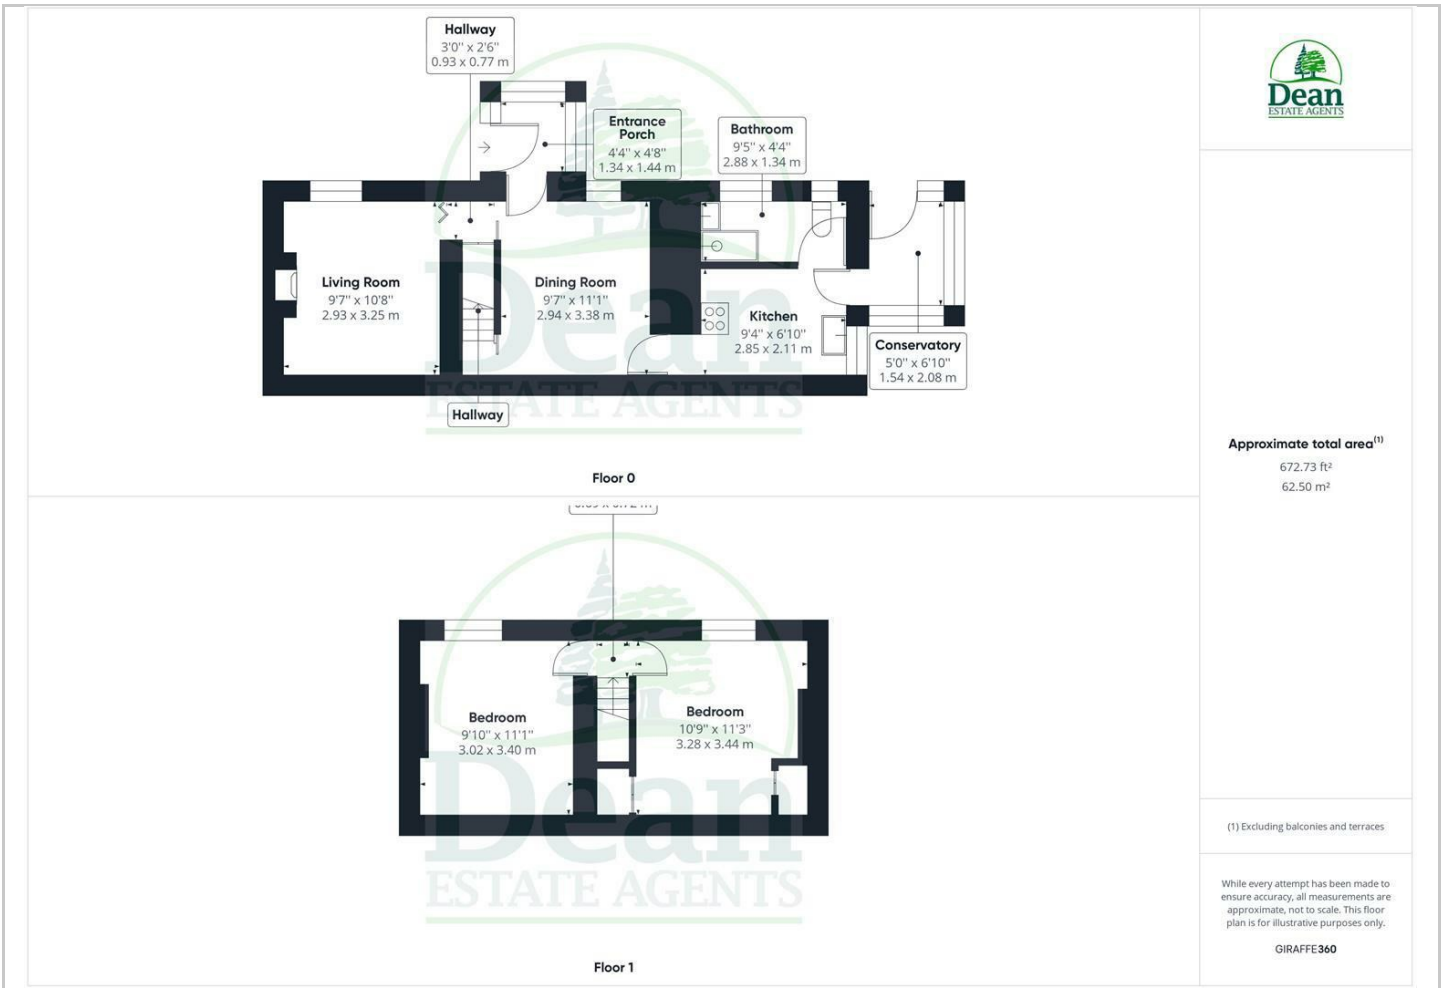 Hallway
3'0" x 2'6"
0.93 x 0.77 m
Entrance
Porch
4'4" x 4'8"
1.34 x 1.44 m
Bathroom
9'5" x 4'4"
2.88 x 1.34 m
Living Room
9'7" x 10'8"
2.93 x 3.25 m
Dining Room
9'7" x 11'1"
2.94 x 3.38 m
Kitchen
9'4" x 6'10"
2.85 x 2.11 m
Conservatory
5'0" x 6'10"
1.54 x 2.08 m
Hallway
Dean
ESTATE AGENTS
Floor 0
Bedroom
9'10" x 11'1"
3.02 x 3.40 m
Bedroom
10'9" x 11'3"
3.28 x 3.44 m
Dean
ESTATE AGENTS
Floor 1
Dean
ESTATE AGENTS
Approximate total area(1)
672.73 ft²
62.50 m²
(1) Excluding balconies and terraces
While every attempt has been made to
ensure accuracy, all measurements are
approximate, not to scale. This floor
plan is for illustrative purposes only.
GIRAFFE360